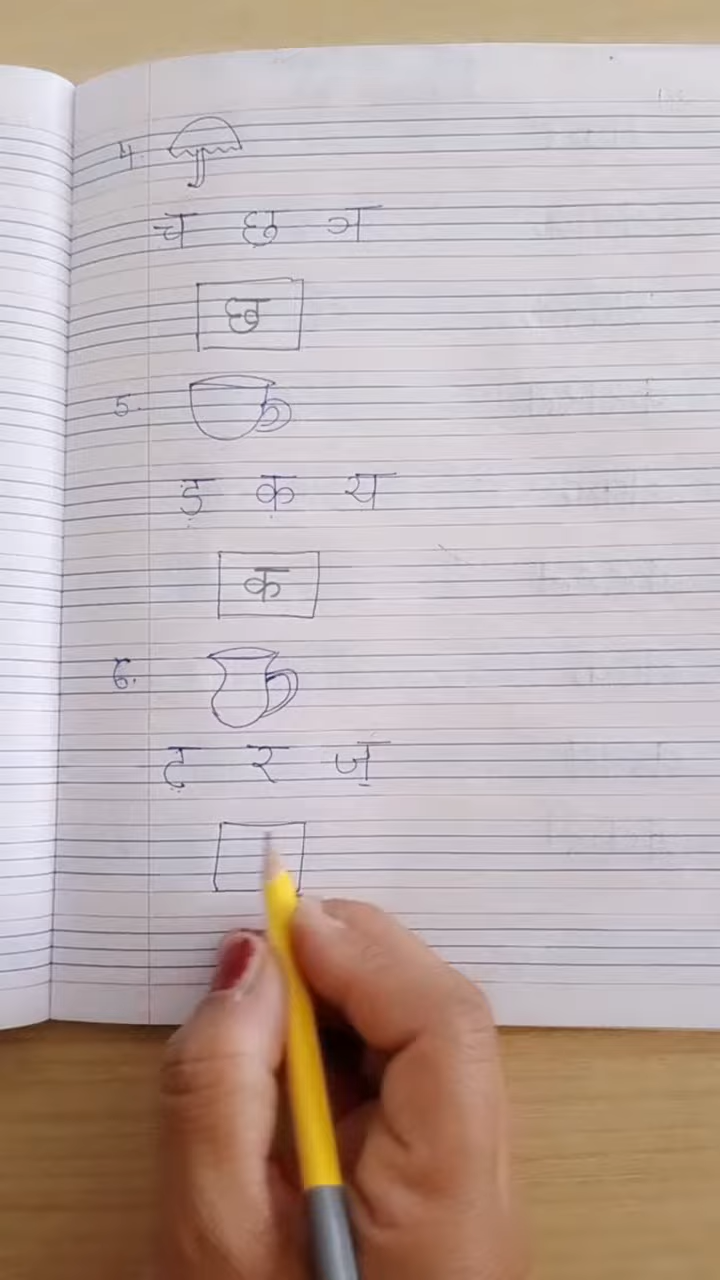 4.
च छ ज
छ
5.
ड़ क य
क
6.
ट र ज़